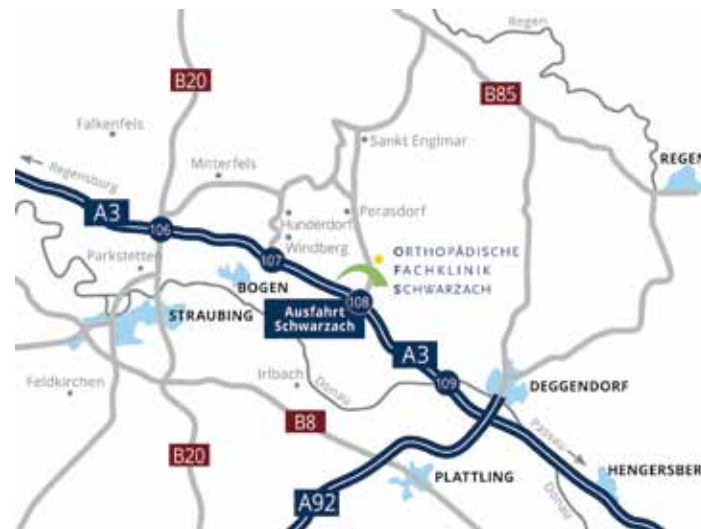 Regen
B20
B85
Falkenfels
Sankt Englmar
Mitterfels
REGEN
Regensburg
A3
106
Hunderdorf
Perasdorf
Windberg
ORTHOPÄDISCHE
FACHKLINIK
SCHWARZACH
Parkstetten
107
BOGEN
108
Ausfahrt
Schwarzach
STRAUBING
A3
109
Feldkirchen
Irlbach
Donau
DEGGENDORF
B8
Passau
B20
PLATTLING
HENGERSBER
A92
Donau